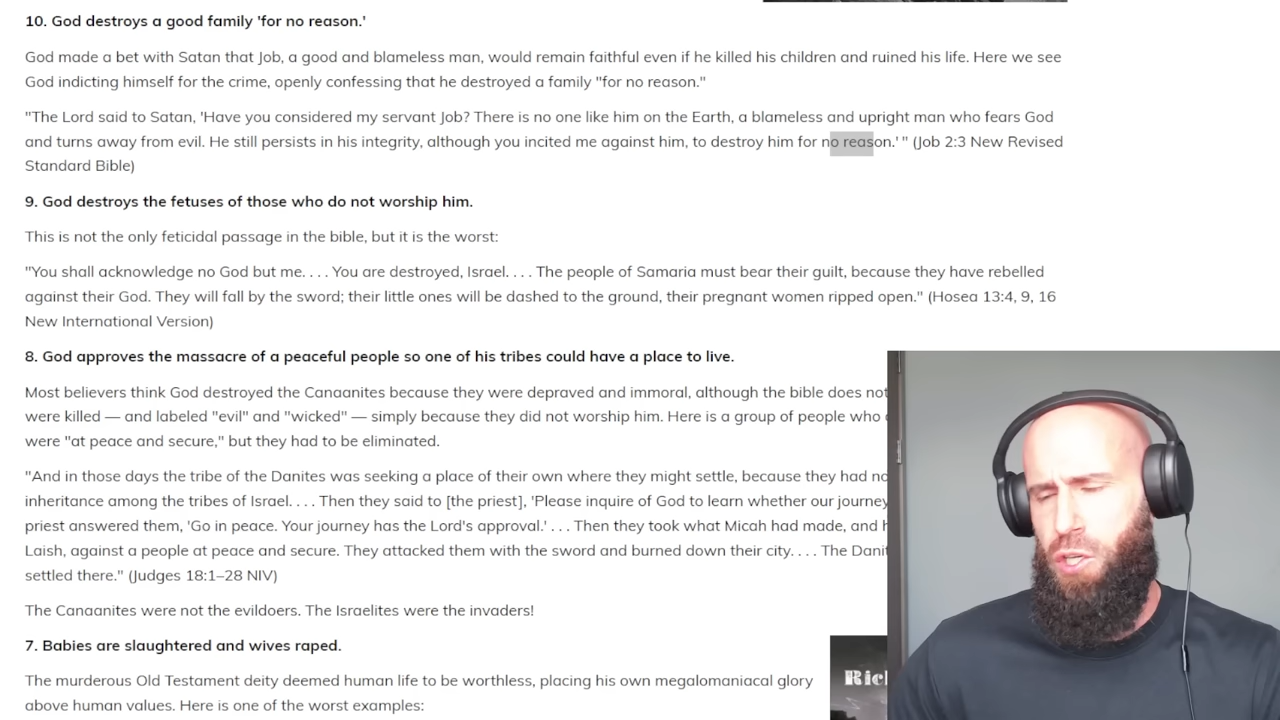 10. God destroys a good family 'for no reason.'
God made a bet with Satan that Job, a good and blameless man, would remain faithful even if he killed his children and ruined his life. Here we see
God indicting himself for the crime, openly confessing that he destroyed a family "for no reason."
"The Lord said to Satan, 'Have you considered my servant Job? There is no one like him on the Earth, a blameless and upright man who fears God
and turns away from evil. He still persists in his integrity, although you incited me against him, to destroy him for no reason.' " (Job 2:3 New Revised
Standard Bible)
9. God destroys the fetuses of those who do not worship him.
This is not the only feticidal passage in the bible, but it is the worst:
"You shall acknowledge no God but me. . . . You are destroyed, Israel. . . . The people of Samaria must bear their guilt, because they have rebelled
against their God. They will fall by the sword; their little ones will be dashed to the ground, their pregnant women ripped open." (Hosea 13:4, 9, 16
New International Version)
8. God approves the massacre of a peaceful people so one of his tribes could have a place to live.
Most believers think God destroyed the Canaanites because they were depraved and immoral, although the bible does not
were killed — and labeled "evil" and "wicked" — simply because they did not worship him. Here is a group of people who
were "at peace and secure," but they had to be eliminated.
"And in those days the tribe of the Danites was seeking a place of their own where they might settle, because they had
inheritance among the tribes of Israel. . . . Then they said to [the priest], 'Please inquire of God to learn whether our journey
priest answered them, 'Go in peace. Your journey has the Lord's approval.' . . . Then they took what Micah had made, and
Laish, against a people at peace and secure. They attacked them with the sword and burned down their city. . . . The
settled there." (Judges 18:1–28 NIV)
The Canaanites were not the evildoers. The Israelites were the invaders!
7. Babies are slaughtered and wives raped.
The murderous Old Testament deity deemed human life to be worthless, placing his own megalomaniacal glory
above human values. Here is one of the worst examples: